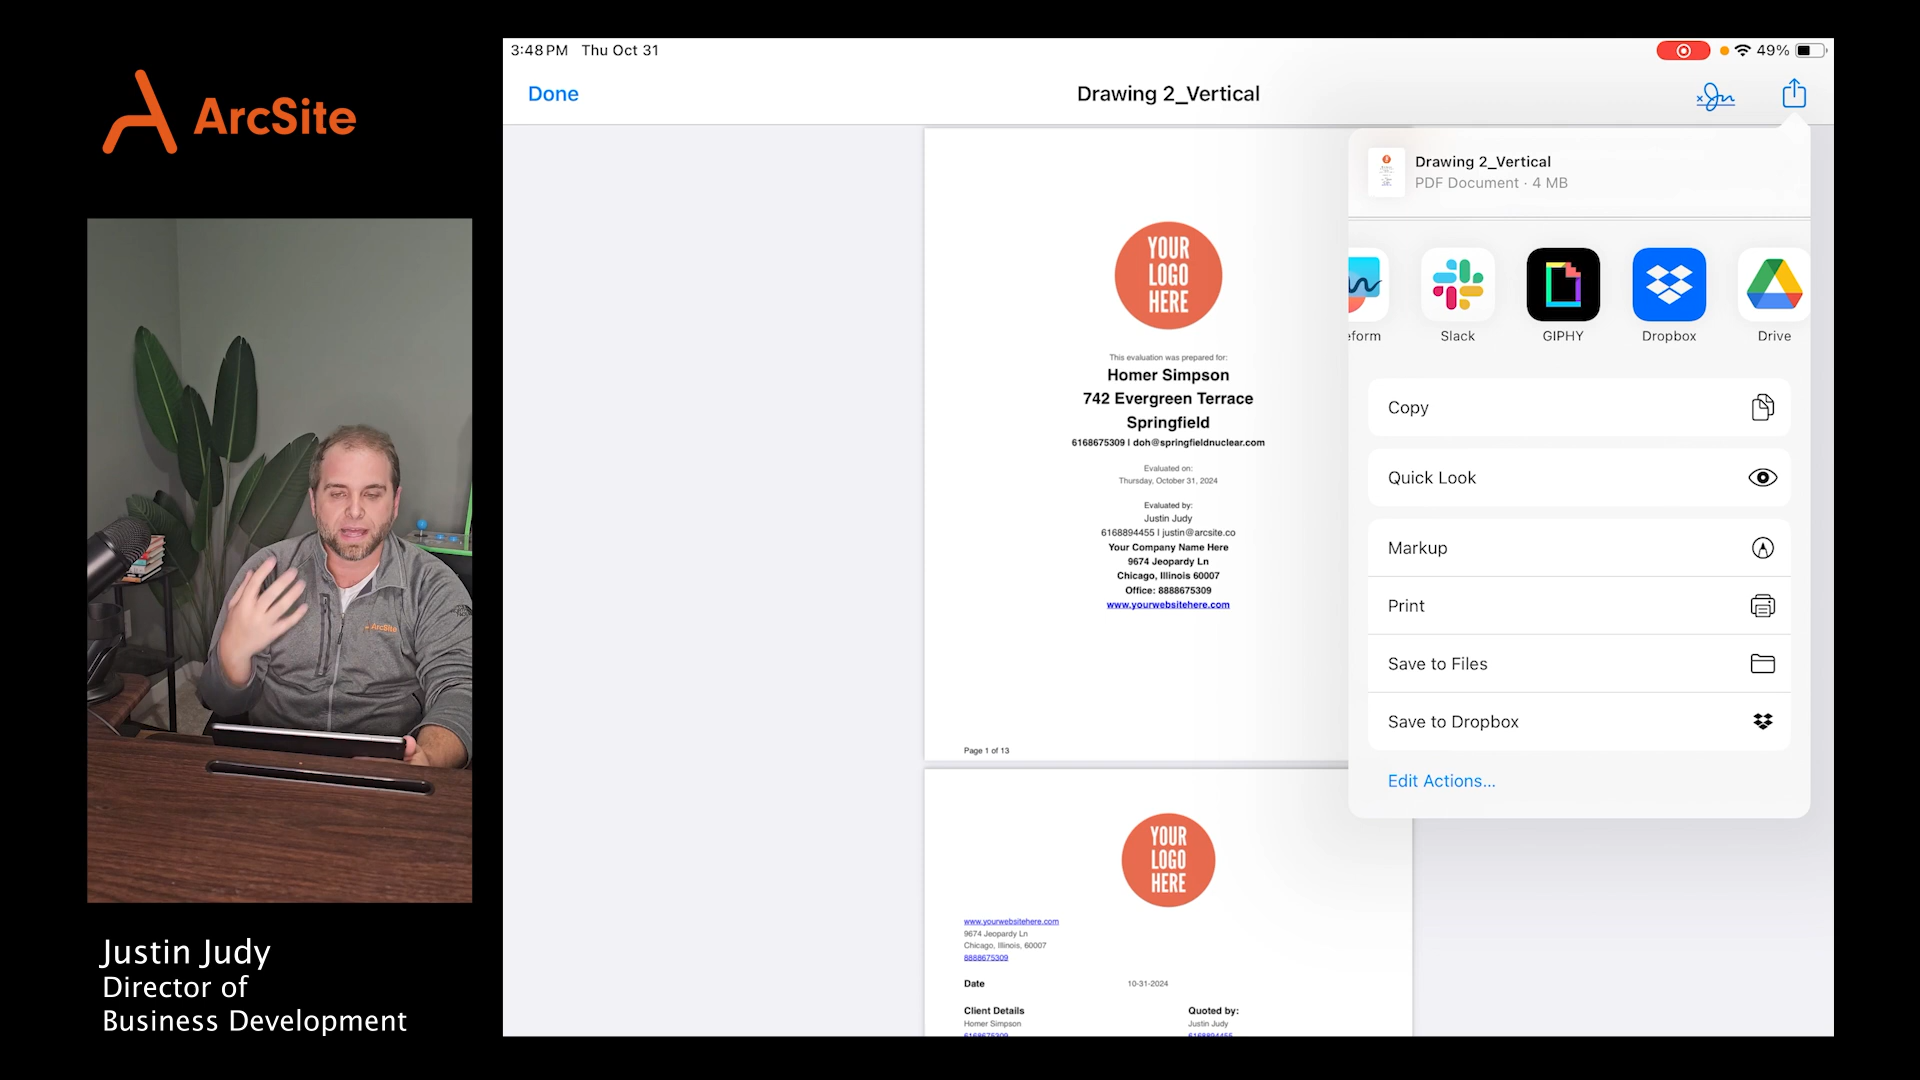 ArcSite
Justin Judy
Director of
Business Development
3:48 PM Thu Oct 31
49%
Done
Drawing 2_Vertical
Drawing 2_Vertical
PDF Document · 4 MB
eform
Slack
GIPHY
Dropbox
Drive
Copy
Quick Look
Markup
Print
Save to Files
Save to Dropbox
Edit Actions...
YOUR
LOGO
HERE
This evaluation was prepared for:
Homer Simpson
742 Evergreen Terrace
Springfield
6168675309 | doh@springfieldnuclear.com
Evaluated on:
Thursday, October 31, 2024
Evaluated by:
Justin Judy
6168894455 | justin@arcsite.co
Your Company Name Here
9674 Jeopardy Ln
Chicago, Illinois 60007
Office: 8888675309
www.yourwebsitehere.com
Page 1 of 13
YOUR
LOGO
HERE
www.yourwebsitehere.com
9674 Jeopardy Ln
Chicago, Illinois, 60007
8888675309
Date 10-31-2024
Client Details Quoted by:
Homer Simpson Justin Judy
6168675309 6168894455
ArcSite